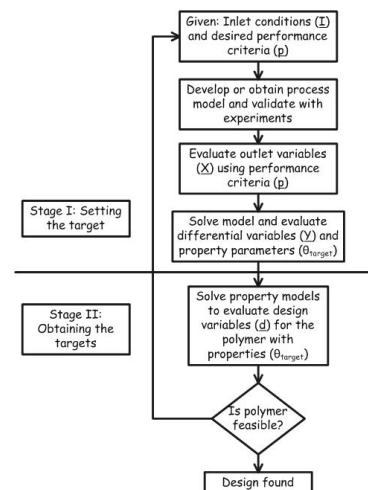 Given: Inlet conditions (I)
and desired performance
criteria (p)
Develop or obtain process
model and validate with
experiments
Evaluate outlet variables
(X) using performance
criteria (p)
Stage I: Setting
the target
Solve model and evaluate
differential variables (y) and
property parameters (θtarget)
Stage II:
Obtaining the
targets
Solve property models
to evaluate design
variables (d) for the
polymer with
properties (θtarget)
Is polymer
feasible?
Design found